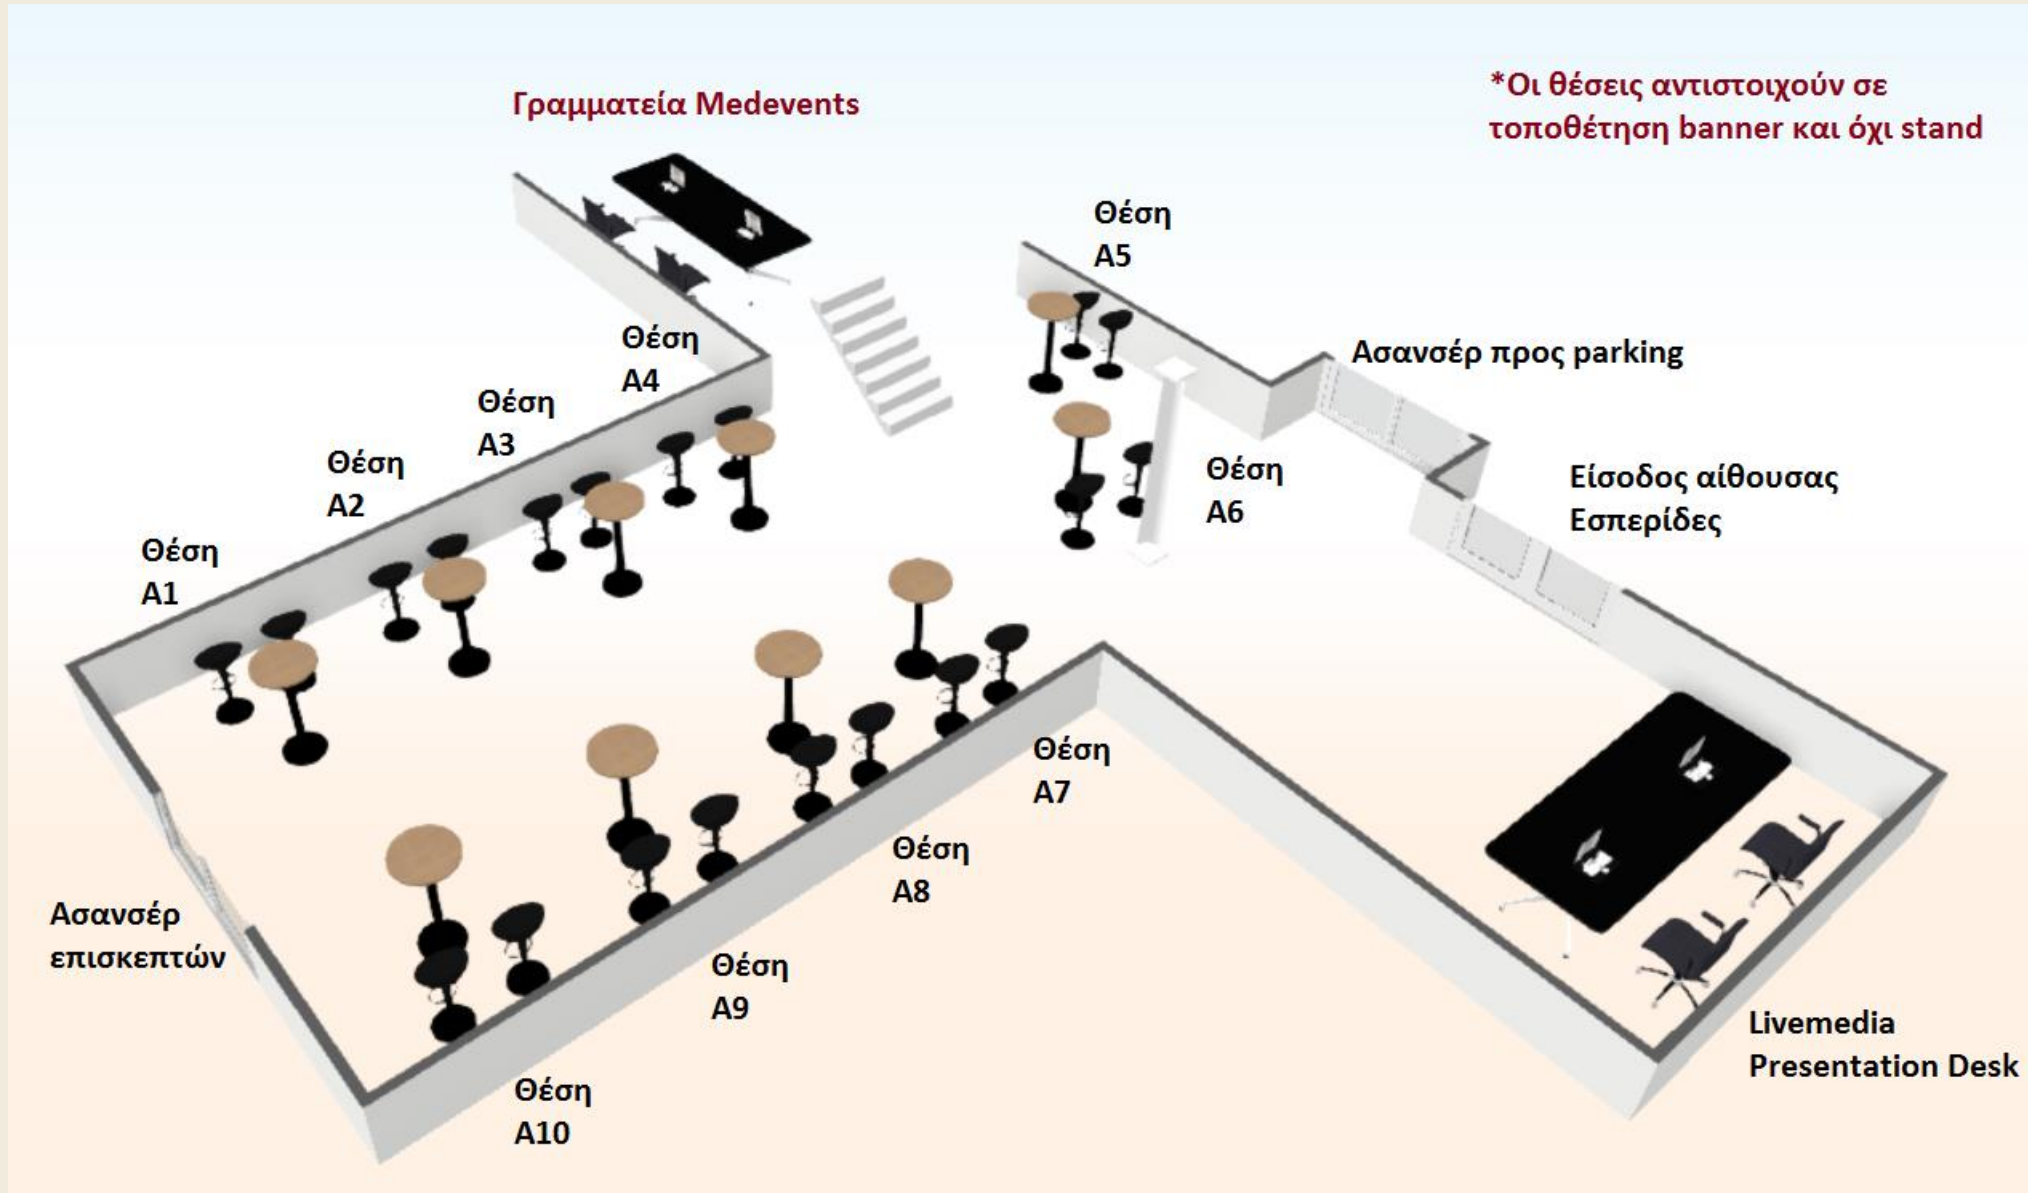 Γραμματεία Medevents
*Οι θέσεις αντιστοιχούν σε
τοποθέτηση banner και όχι stand
Θέση
A5
Θέση
A4
Ασανσέρ προς parking
Θέση
A3
Θέση
A2
Θέση
A6
Είσοδος αίθουσας
Εσπερίδες
Θέση
A1
Θέση
A7
Θέση
A8
Ασανσέρ
επισκεπτών
Θέση
A9
Livemedia
Presentation Desk
Θέση
A10